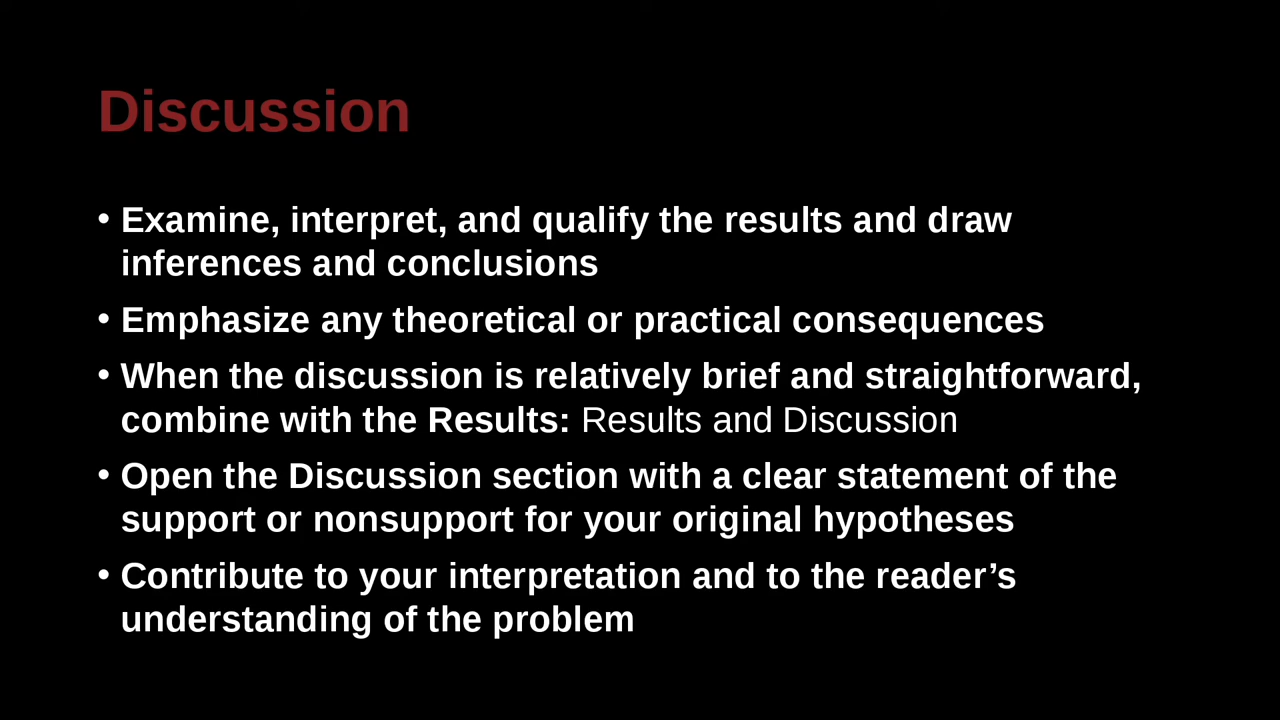 Discussion
• Examine, interpret, and qualify the results and draw
inferences and conclusions
• Emphasize any theoretical or practical consequences
• When the discussion is relatively brief and straightforward,
combine with the Results: Results and Discussion
• Open the Discussion section with a clear statement of the
support or nonsupport for your original hypotheses
• Contribute to your interpretation and to the reader’s
understanding of the problem